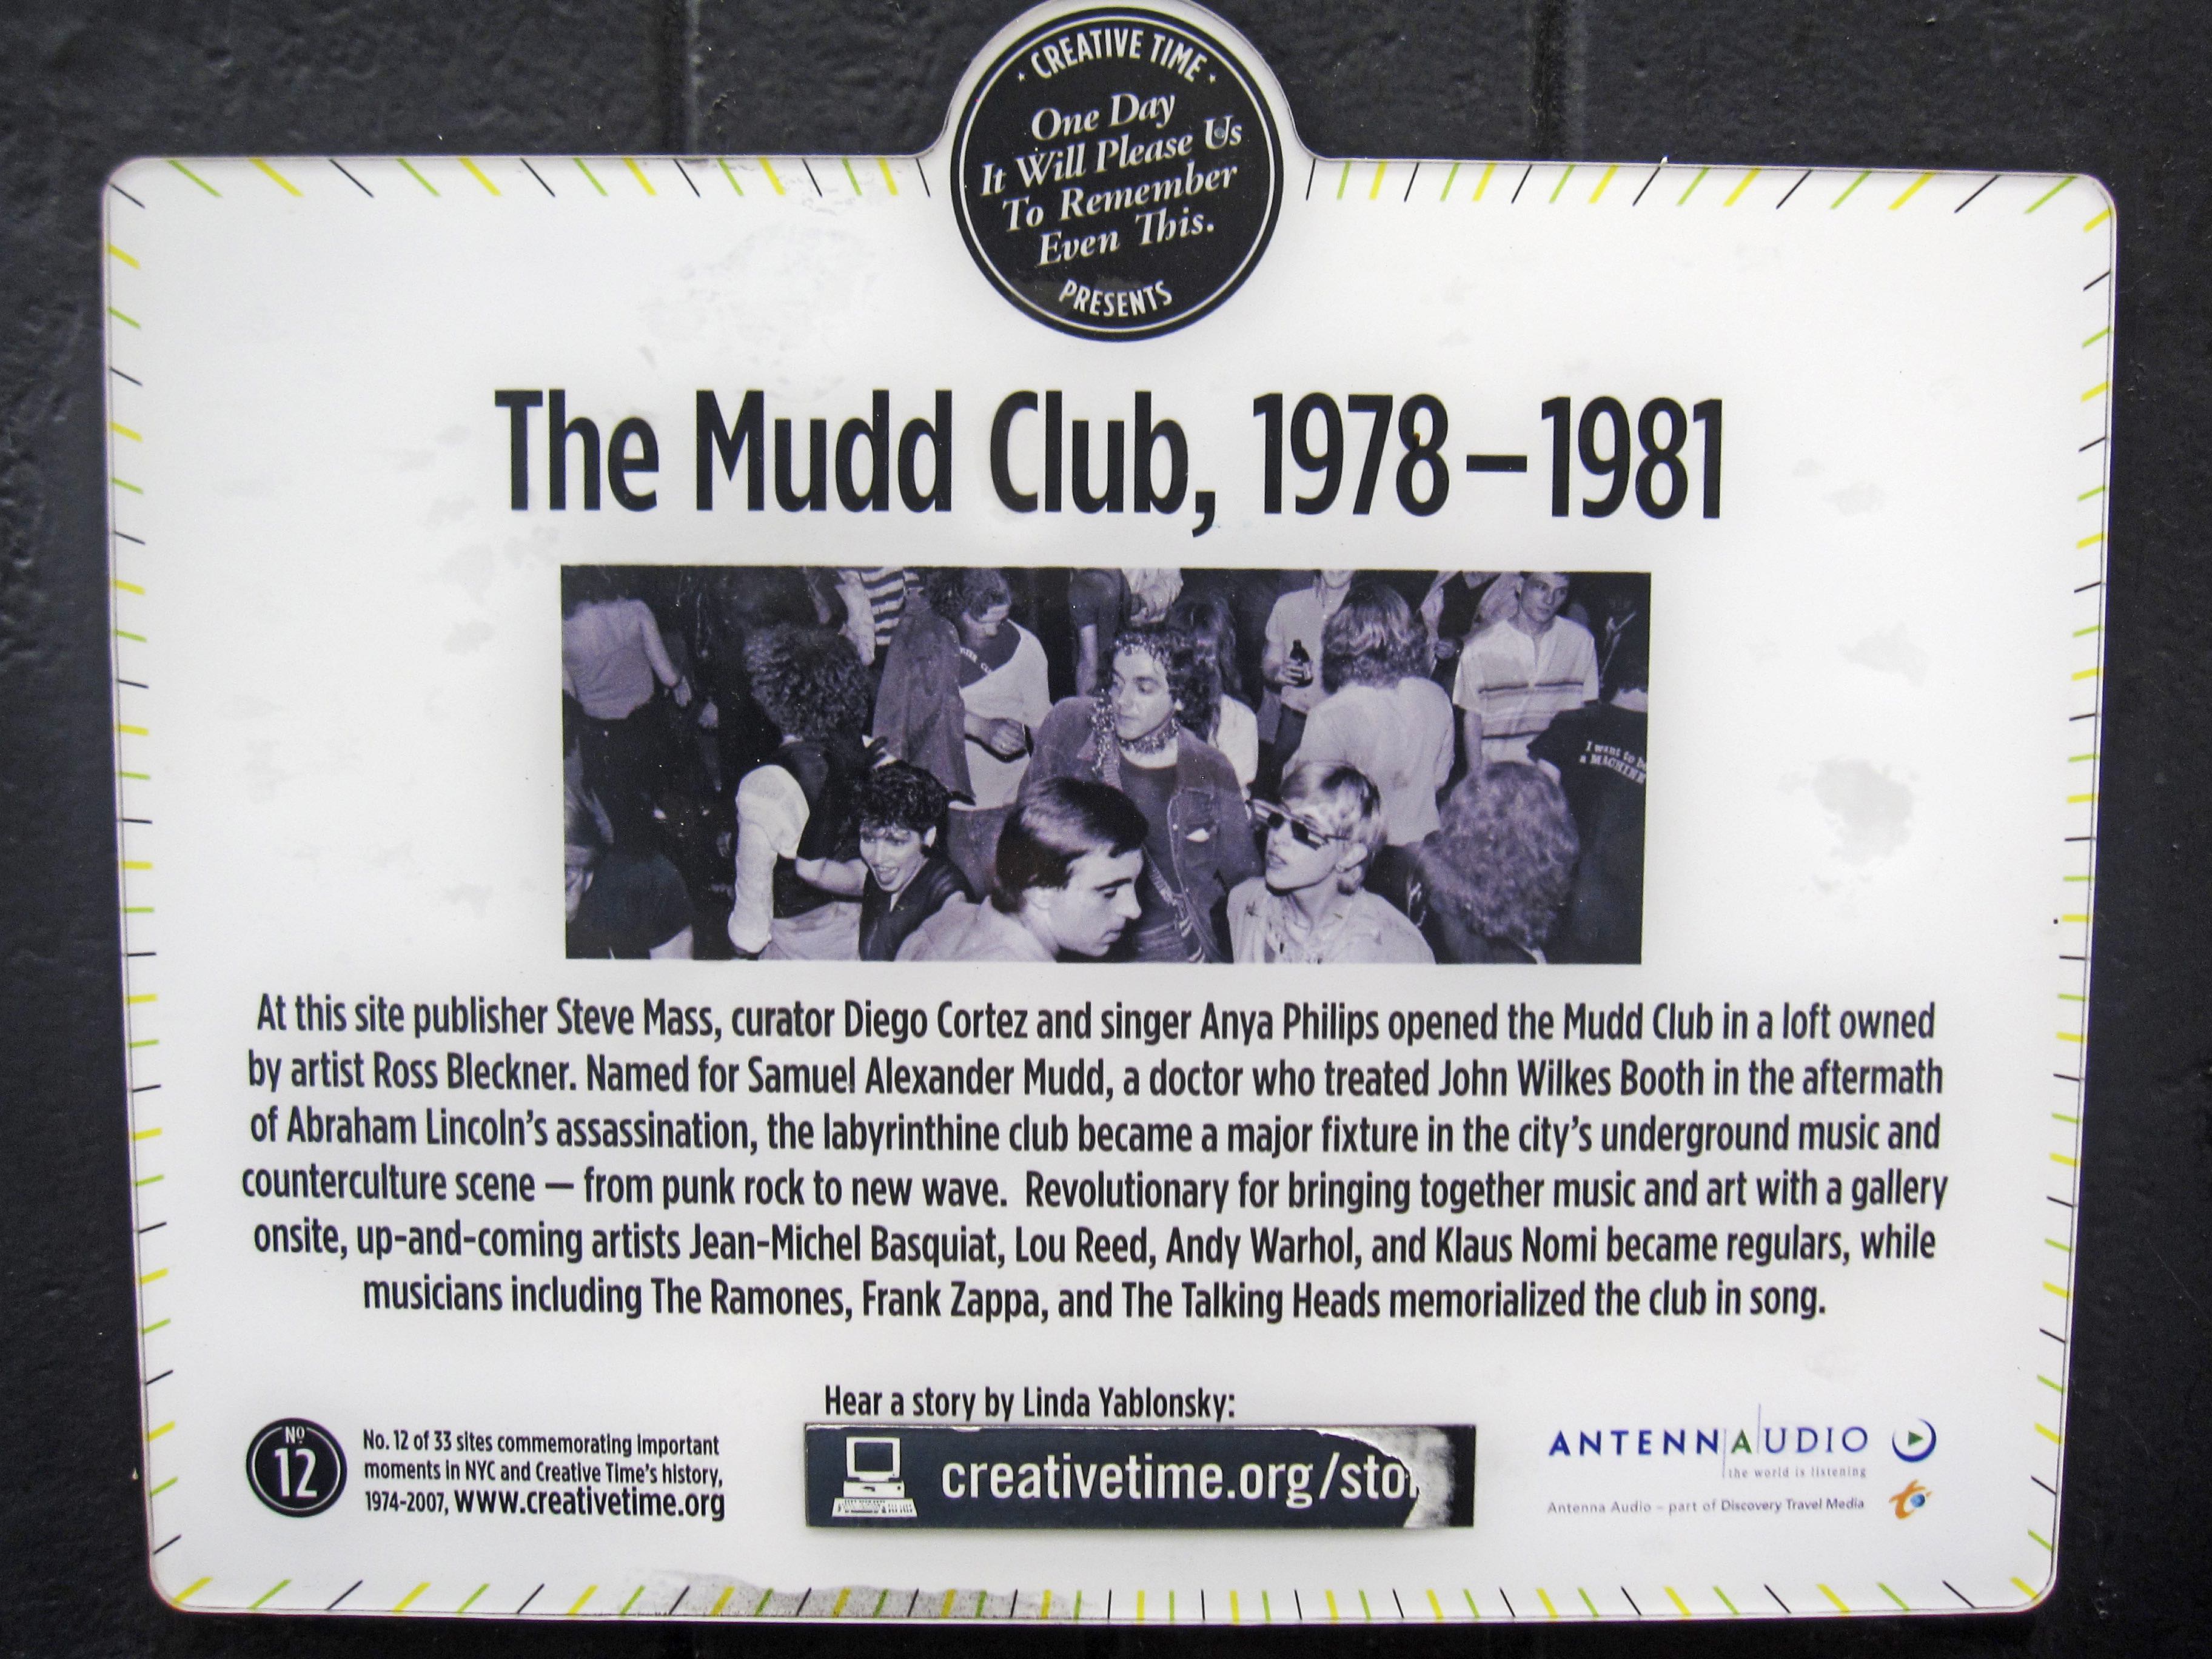 CREATIVE TIME
One Day
It Will Please Us
To Remember
Even This.
PRESENTS
The Mudd Club, 1978 – 1981
I want to be
a MACHINE
At this site publisher Steve Mass, curator Diego Cortez and singer Anya Philips opened the Mudd Club in a loft owned
by artist Ross Bleckner. Named for Samuel Alexander Mudd, a doctor who treated John Wilkes Booth in the aftermath
of Abraham Lincoln's assassination, the labyrinthine club became a major fixture in the city's underground music and
counterculture scene — from punk rock to new wave. Revolutionary for bringing together music and art with a gallery
onsite, up-and-coming artists Jean-Michel Basquiat, Lou Reed, Andy Warhol, and Klaus Nomi became regulars, while
musicians including The Ramones, Frank Zappa, and The Talking Heads memorialized the club in song.
Hear a story by Linda Yablonsky:
creativetime.org/sto
No 12
No. 12 of 33 sites commemorating important
moments in NYC and Creative Time's history,
1974-2007, www.creativetime.org
ANTENNAUDIO
the world is listening
Antenna Audio – part of Discovery Travel Media